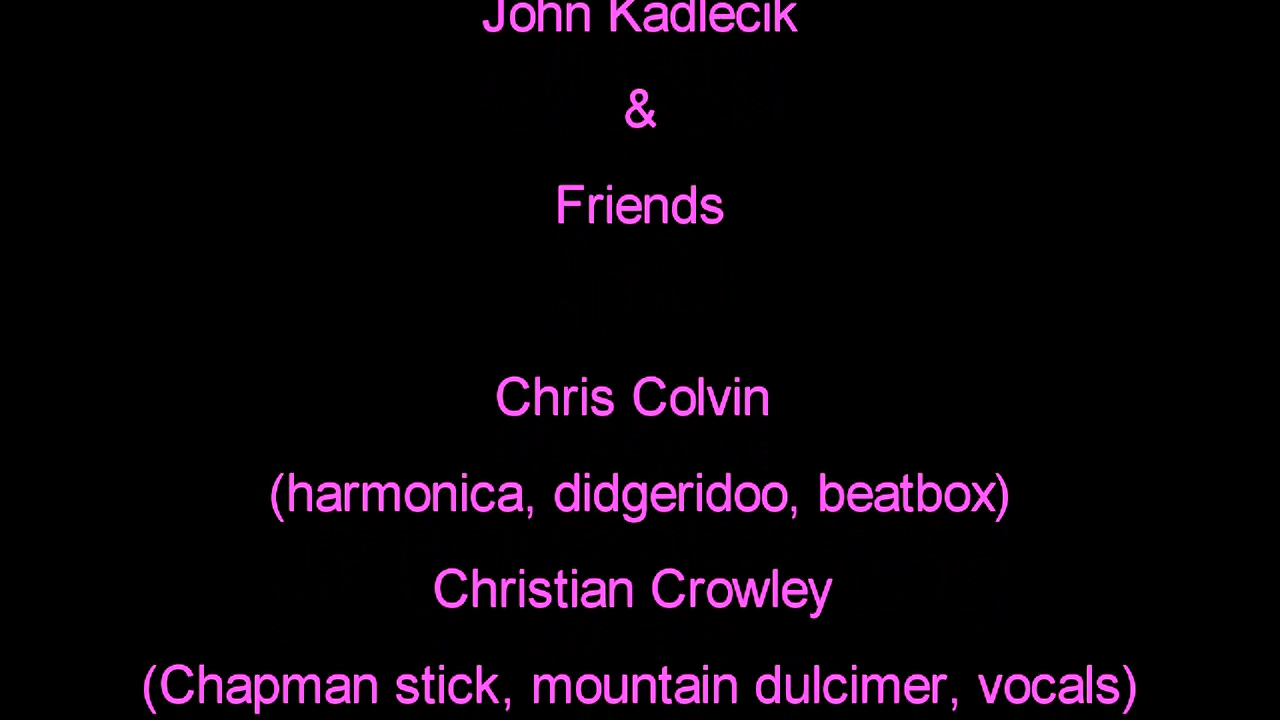 John Kadlecik
&
Friends
Chris Colvin
(harmonica, didgeridoo, beatbox)
Christian Crowley
(Chapman stick, mountain dulcimer, vocals)